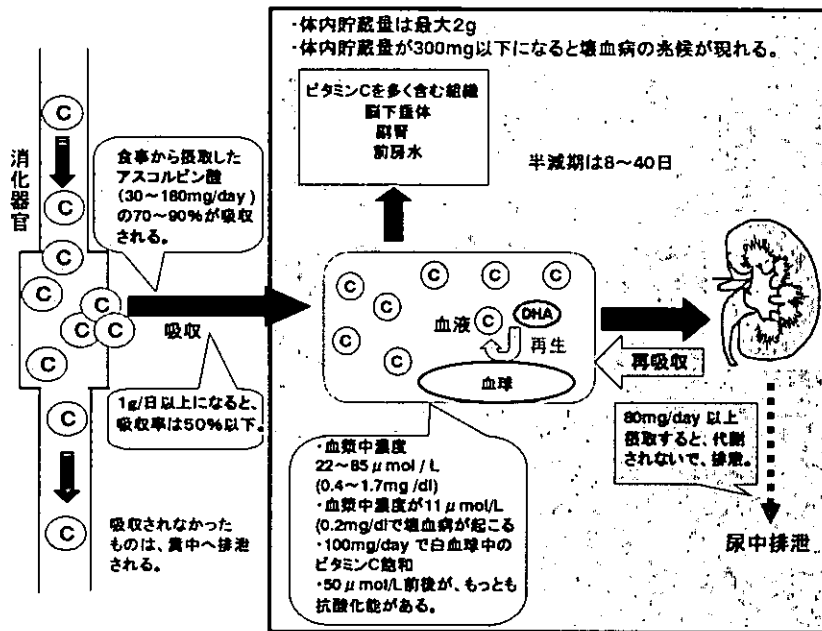 ・体内貯蔵量は最大2g
・体内貯蔵量が300mg以下になると壊血病の兆候が現れる。
ビタミンCを多く含む組織
脳下垂体
副腎
前房水
半減期は8〜40日
消化器官
C
C
C
C
C
C
C
C
C
C
食事から摂取した
アスコルビン酸
(30〜180mg/day)
の70〜90%が吸収
される。
吸収
1g/日以上になると、
吸収率は50%以下。
吸収されなかった
ものは、糞中へ排泄
される。
C
C
C
C
C
C
C
血液
C
DHA
再生
血球
再吸収
80mg/day 以上
摂取すると、代謝
されないで、排泄。
尿中排泄
・血漿中濃度
22〜85μmol/L
(0.4〜1.7mg/dl)
・血漿中濃度が11μmol/L
(0.2mg/dlで壊血病が起こる
・100mg/dayで白血球中の
ビタミンC飽和
・50μmol/L前後が、もっとも
抗酸化能がある。